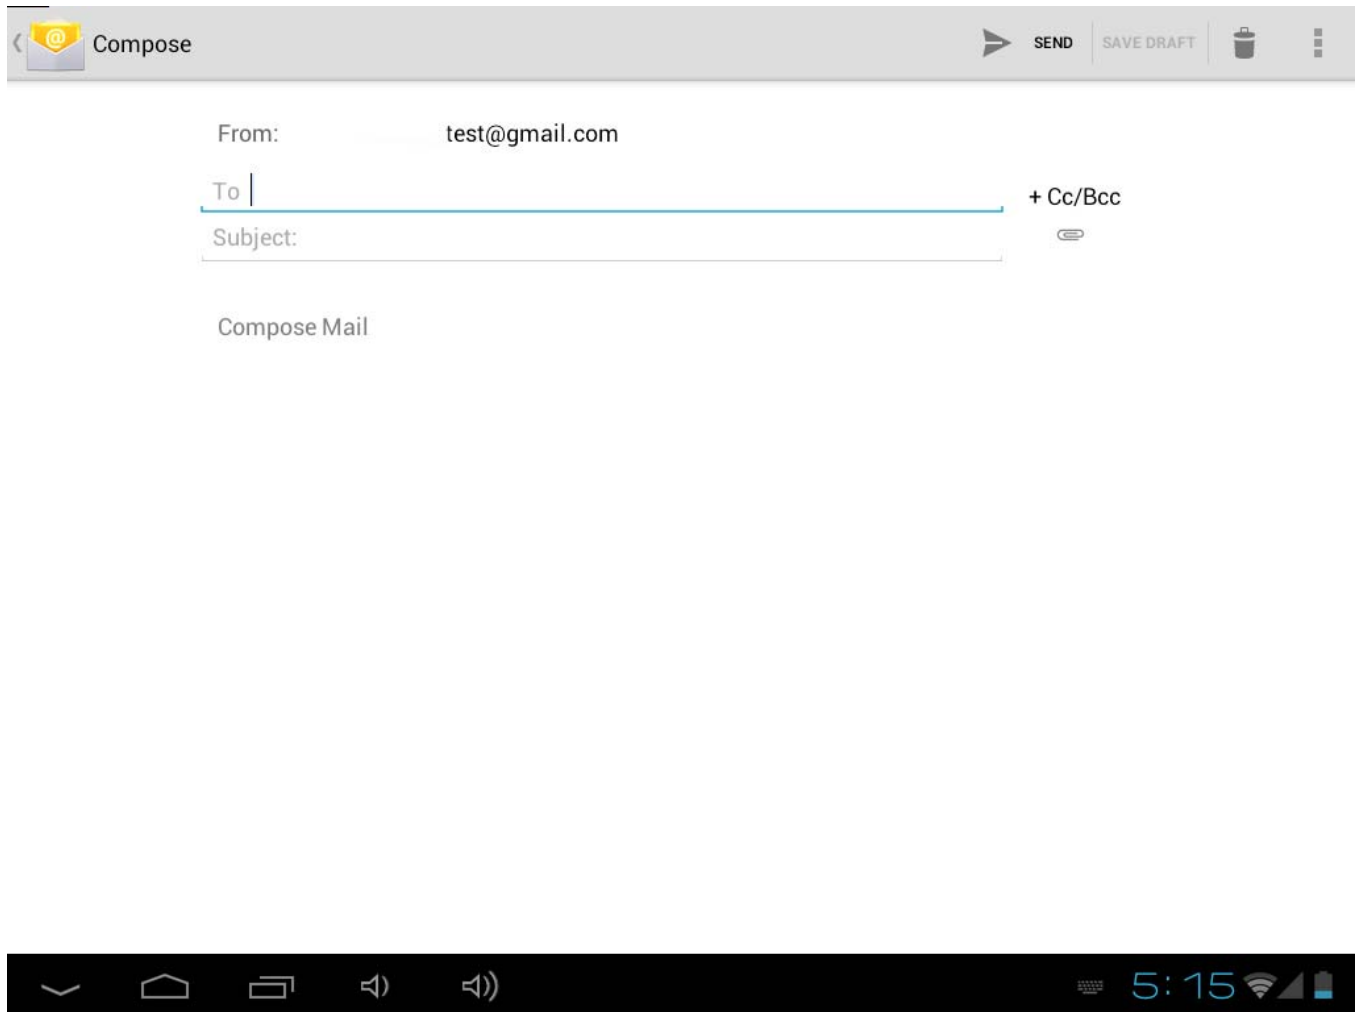 @
Compose
SEND
SAVE DRAFT
From: test@gmail.com
To
+ Cc/Bcc
Subject:
Compose Mail
5:15